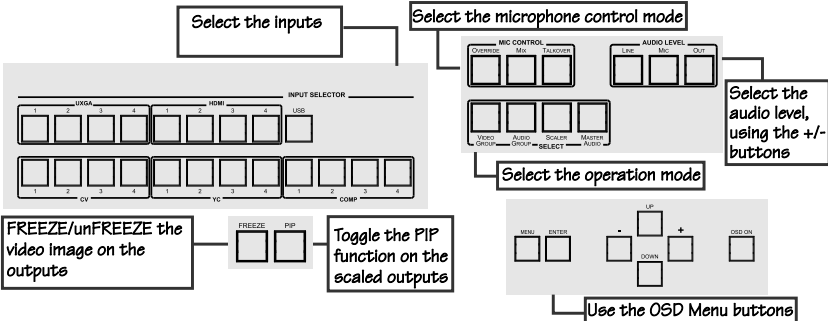 Select the inputs
Select the microphone control mode
MIC CONTROL
OVERRIDE MIX TALKOVER
AUDIO LEVEL
LINE MIC OUT
INPUT SELECTOR
UXGA HDMI
1 2 3 4 1 2 3 4 USB
Select the
audio level,
using the +/-
buttons
VIDEO GROUP AUDIO GROUP SCALER MASTER AUDIO
SELECT
Select the operation mode
1 2 3 4 1 2 3 4 1 2 3 4
CV YC COMP
FREEZE/unFREEZE the
video image on the
outputs
FREEZE PIP
Toggle the PIP
function on the
scaled outputs
UP
MENU ENTER - + OSD ON
DOWN
Use the OSD Menu buttons